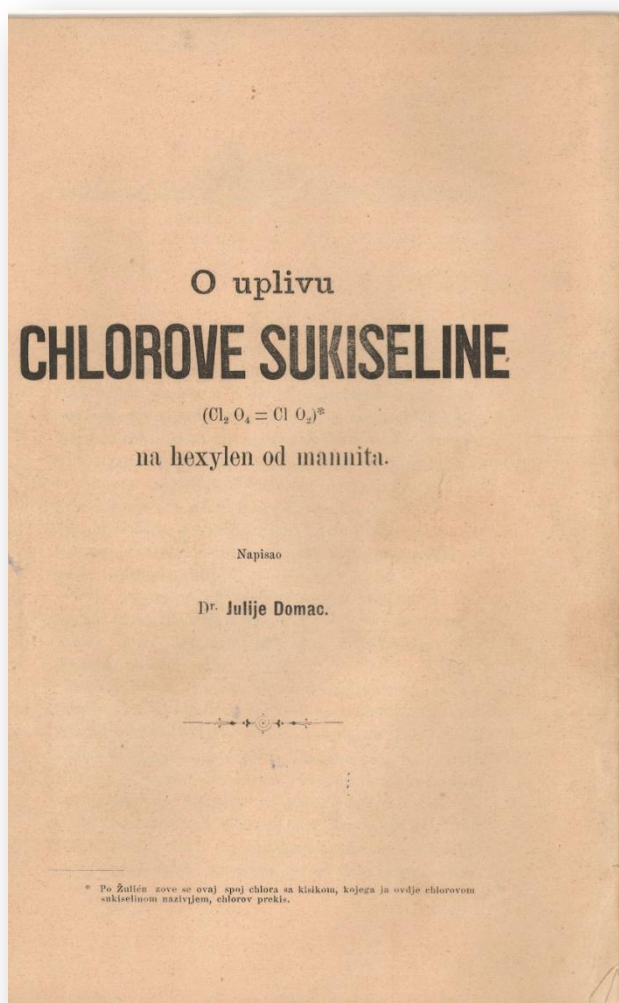 O uplivu
CHLOROVE SUKISELINE
(Cl₂ O₄ = Cl O₂)*
na hexylen od mannita.
Napisao
Dr. Julije Domac.
* Po Žuliću zove se ovaj spoj chlora sa kisikom, kojega ja ovdje chlorovom
sukiselinom nazivljem, chlorov prekis.